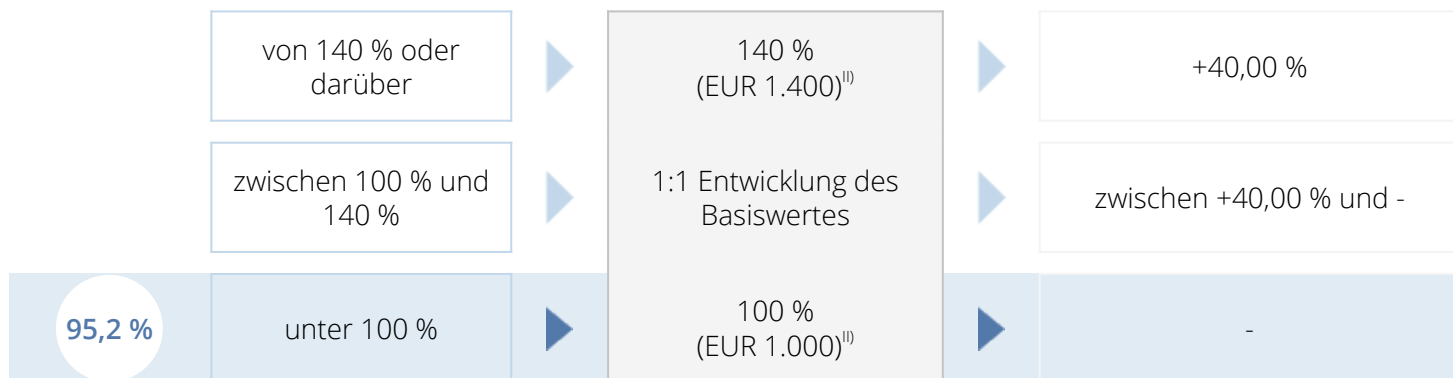 von 140 % oder
darüber
140 %
(EUR 1.400)II)
+40,00 %
zwischen 100 % und
140 %
1:1 Entwicklung des
Basiswertes
zwischen +40,00 % und -
95,2 %
unter 100 %
100 %
(EUR 1.000)II)
-